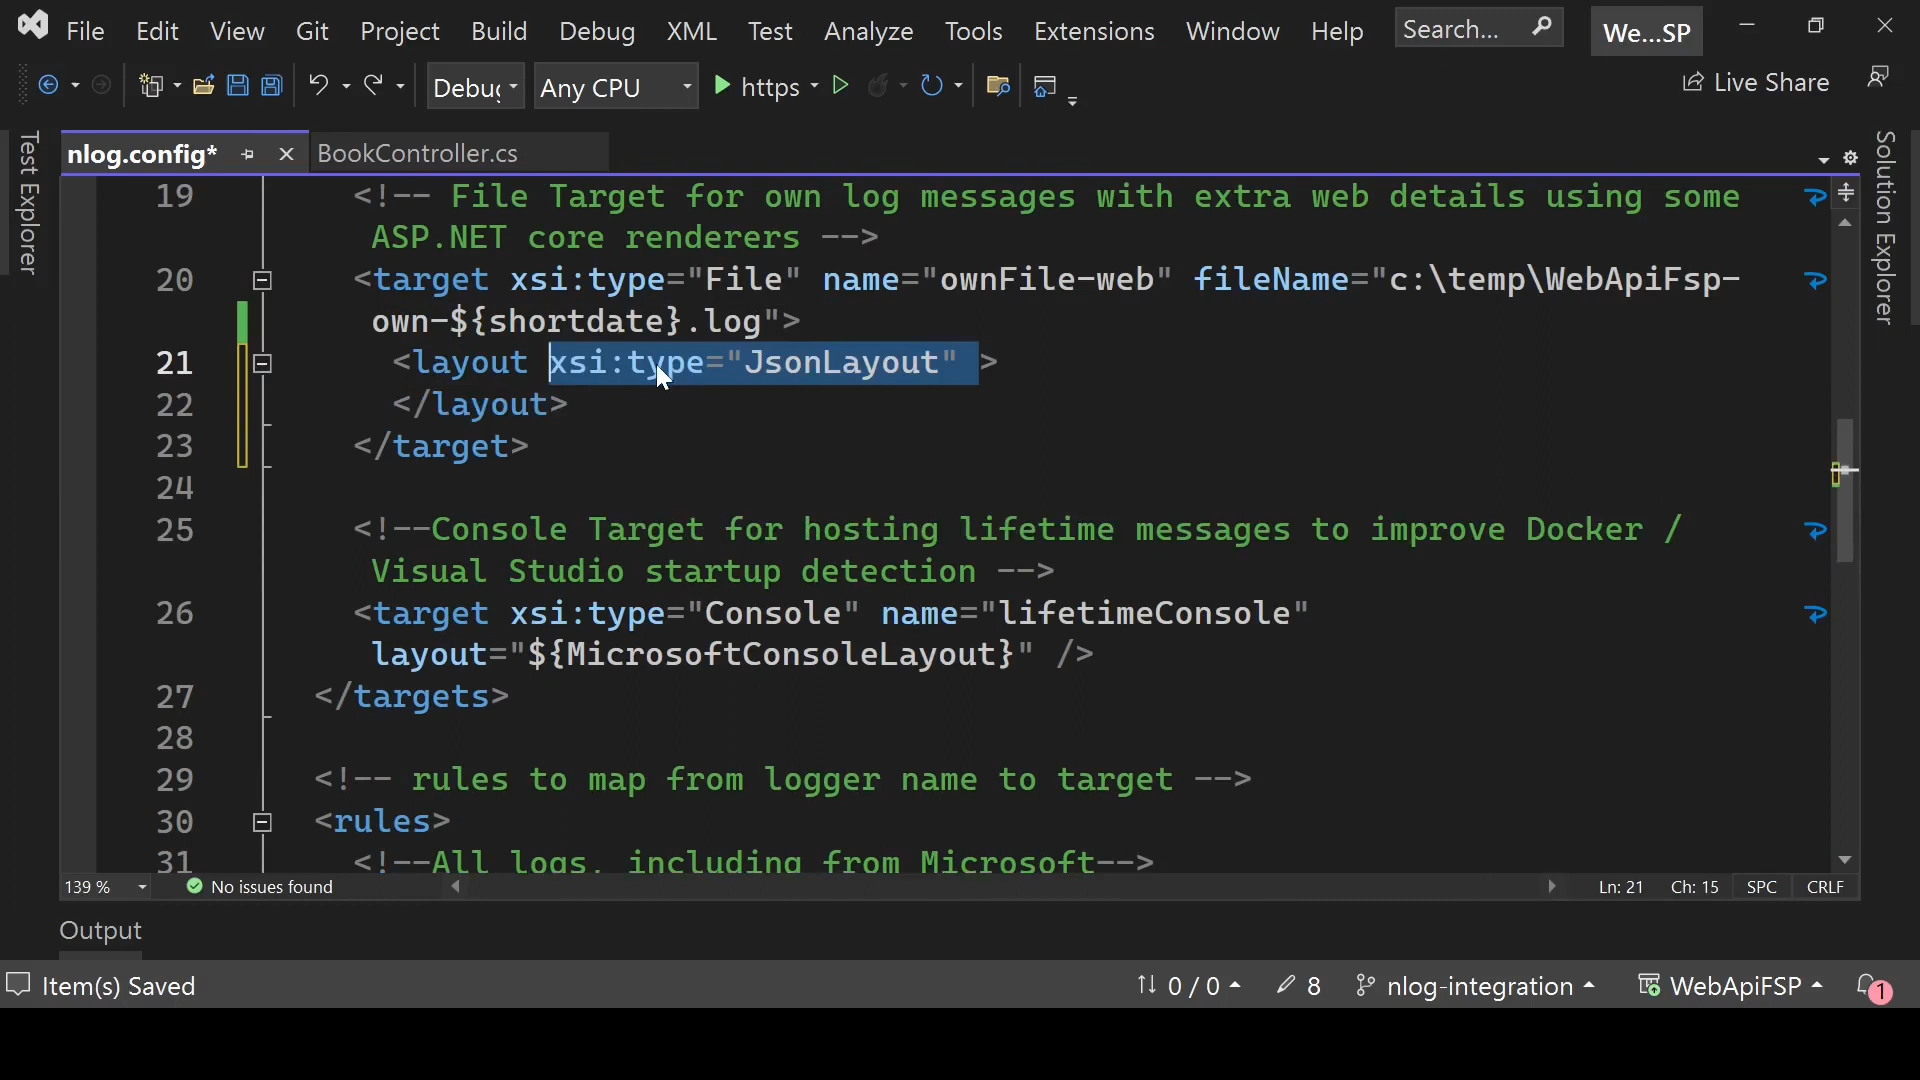 File Edit View Git Project Build Debug XML Test Analyze Tools Extensions Window Help Search... We...SP
Debug Any CPU https Live Share
Test Explorer
nlog.config* BookController.cs
Solution Explorer
19 <!-- File Target for own log messages with extra web details using some
ASP.NET core renderers -->
20 <target xsi:type="File" name="ownFile-web" fileName="c:\temp\WebApiFsp-
own-${shortdate}.log">
21 <layout xsi:type="JsonLayout" >
22 </layout>
23 </target>
24
25 <!--Console Target for hosting lifetime messages to improve Docker /
Visual Studio startup detection -->
26 <target xsi:type="Console" name="lifetimeConsole"
layout="${MicrosoftConsoleLayout}" />
27 </targets>
28
29 <!-- rules to map from logger name to target -->
30 <rules>
31 <!--All logs, including from Microsoft-->
139 % No issues found Ln: 21 Ch: 15 SPC CRLF
Output
Item(s) Saved 0 / 0 8 nlog-integration WebApiFSP 1